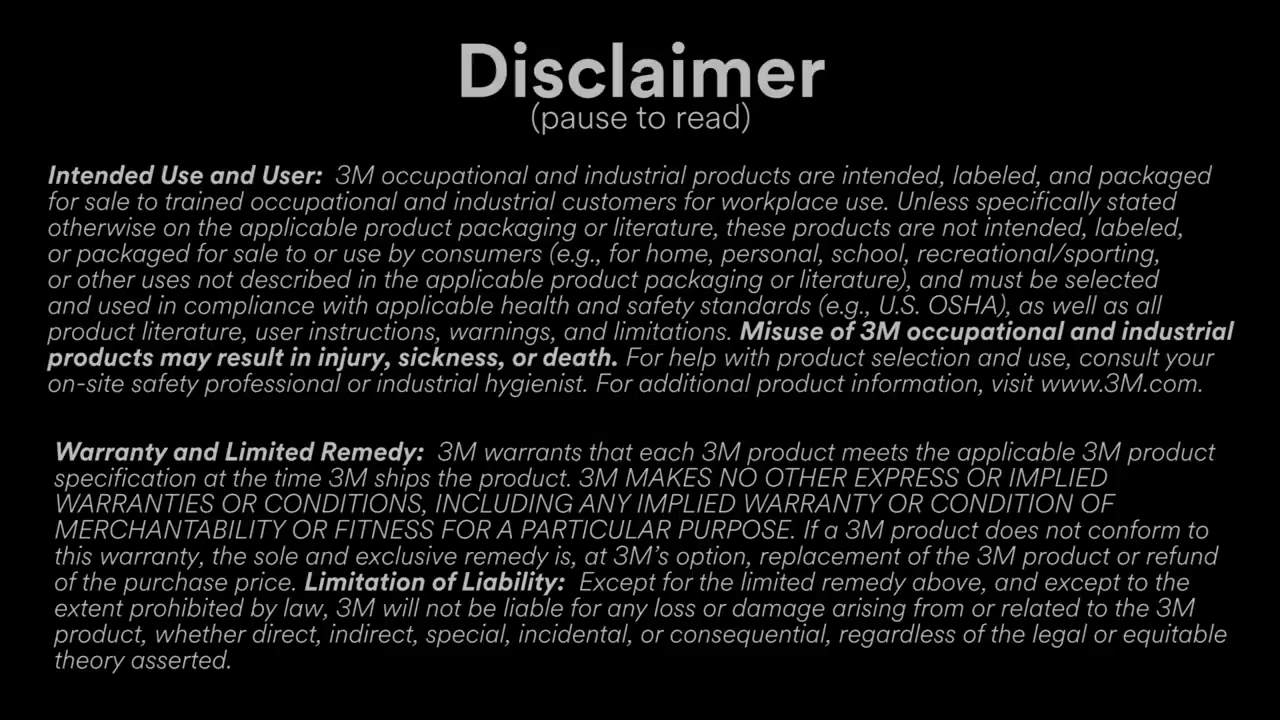 Disclaimer
(pause to read)
Intended Use and User: 3M occupational and industrial products are intended, labeled, and packaged
for sale to trained occupational and industrial customers for workplace use. Unless specifically stated
otherwise on the applicable product packaging or literature, these products are not intended, labeled,
or packaged for sale to or use by consumers (e.g., for home, personal, school, recreational/sporting,
or other uses not described in the applicable product packaging or literature), and must be selected
and used in compliance with applicable health and safety standards (e.g., U.S. OSHA), as well as all
product literature, user instructions, warnings, and limitations. Misuse of 3M occupational and industrial
products may result in injury, sickness, or death. For help with product selection and use, consult your
on-site safety professional or industrial hygienist. For additional product information, visit www.3M.com.
Warranty and Limited Remedy: 3M warrants that each 3M product meets the applicable 3M product
specification at the time 3M ships the product. 3M MAKES NO OTHER EXPRESS OR IMPLIED
WARRANTIES OR CONDITIONS, INCLUDING ANY IMPLIED WARRANTY OR CONDITION OF
MERCHANTABILITY OR FITNESS FOR A PARTICULAR PURPOSE. If a 3M product does not conform to
this warranty, the sole and exclusive remedy is, at 3M's option, replacement of the 3M product or refund
of the purchase price. Limitation of Liability: Except for the limited remedy above, and except to the
extent prohibited by law, 3M will not be liable for any loss or damage arising from or related to the 3M
product, whether direct, indirect, special, incidental, or consequential, regardless of the legal or equitable
theory asserted.